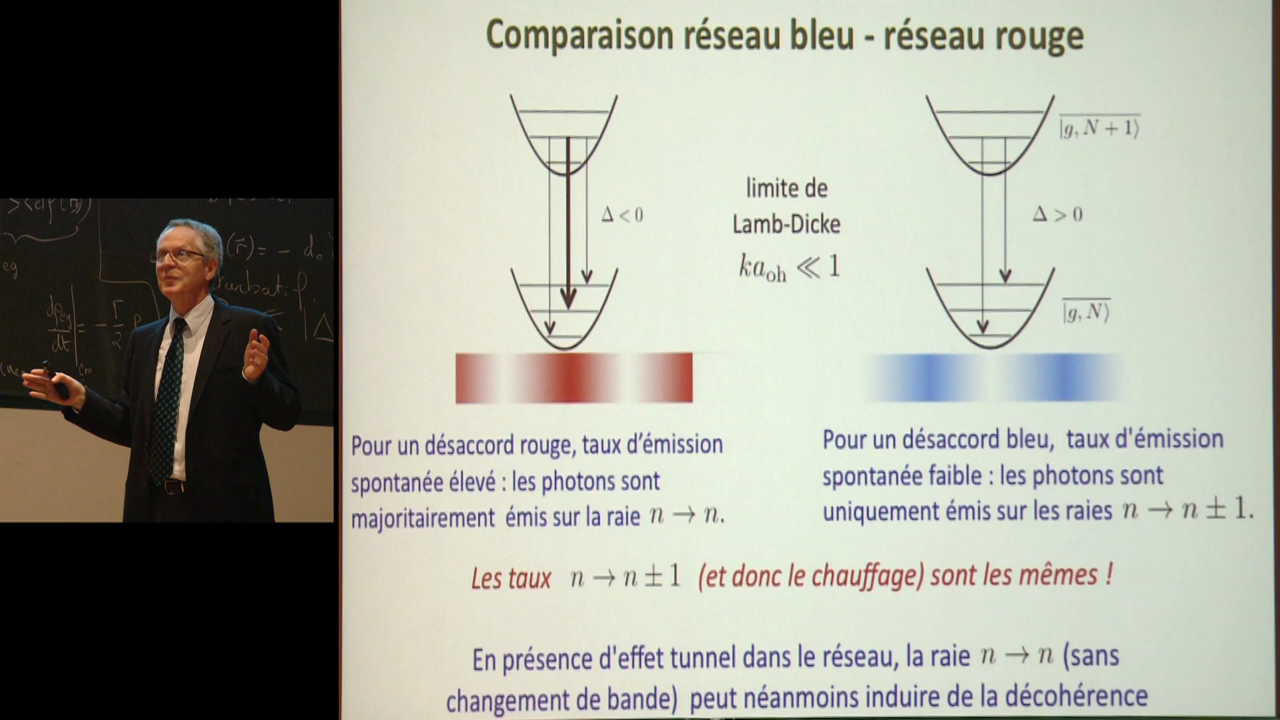 Comparaison réseau bleu - réseau rouge
|g, N + 1⟩
Δ < 0
limite de
Lamb-Dicke
ka_oh ≪ 1
Δ > 0
|g, N⟩
Pour un désaccord rouge, taux d'émission
spontanée élevé : les photons sont
majoritairement émis sur la raie n → n.
Pour un désaccord bleu, taux d'émission
spontanée faible : les photons sont
uniquement émis sur les raies n → n ± 1.
Les taux n → n ± 1 (et donc le chauffage) sont les mêmes !
En présence d'effet tunnel dans le réseau, la raie n → n (sans
changement de bande) peut néanmoins induire de la décohérence
eg
(r⃗) = - d₀
dt
= - Γ/2